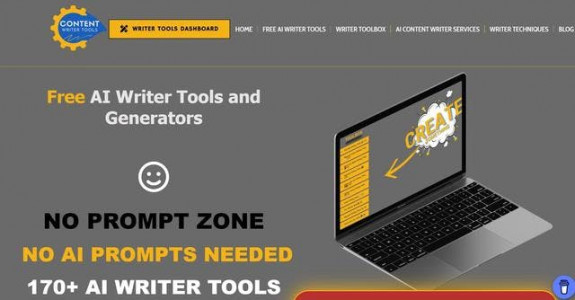 CONTENT
WRITER TOOLS
WRITER TOOLS DASHBOARD
HOME
FREE AI WRITER TOOLS
WRITER TOOLBOX
AI CONTENT WRITER SERVICES
WRITER TECHNIQUES
BLOG
Free AI Writer Tools and
Generators
CREATE
NO PROMPT ZONE
NO AI PROMPTS NEEDED
170+ AI WRITER TOOLS